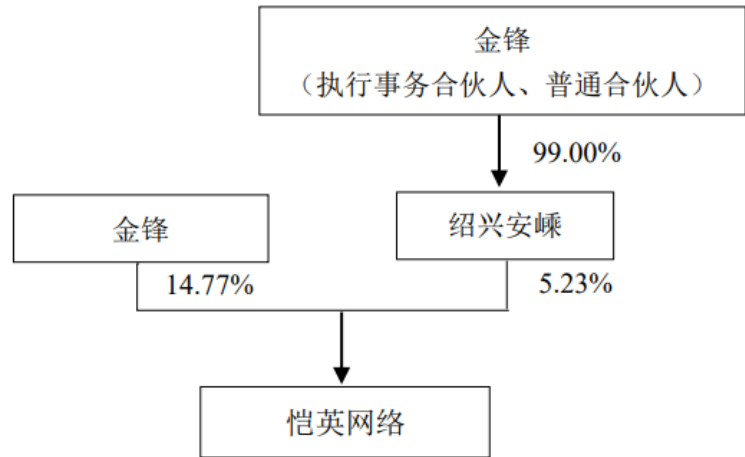 金锋
（执行事务合伙人、普通合伙人）
99.00%
金锋
绍兴安嵊
14.77%
5.23%
恺英网络